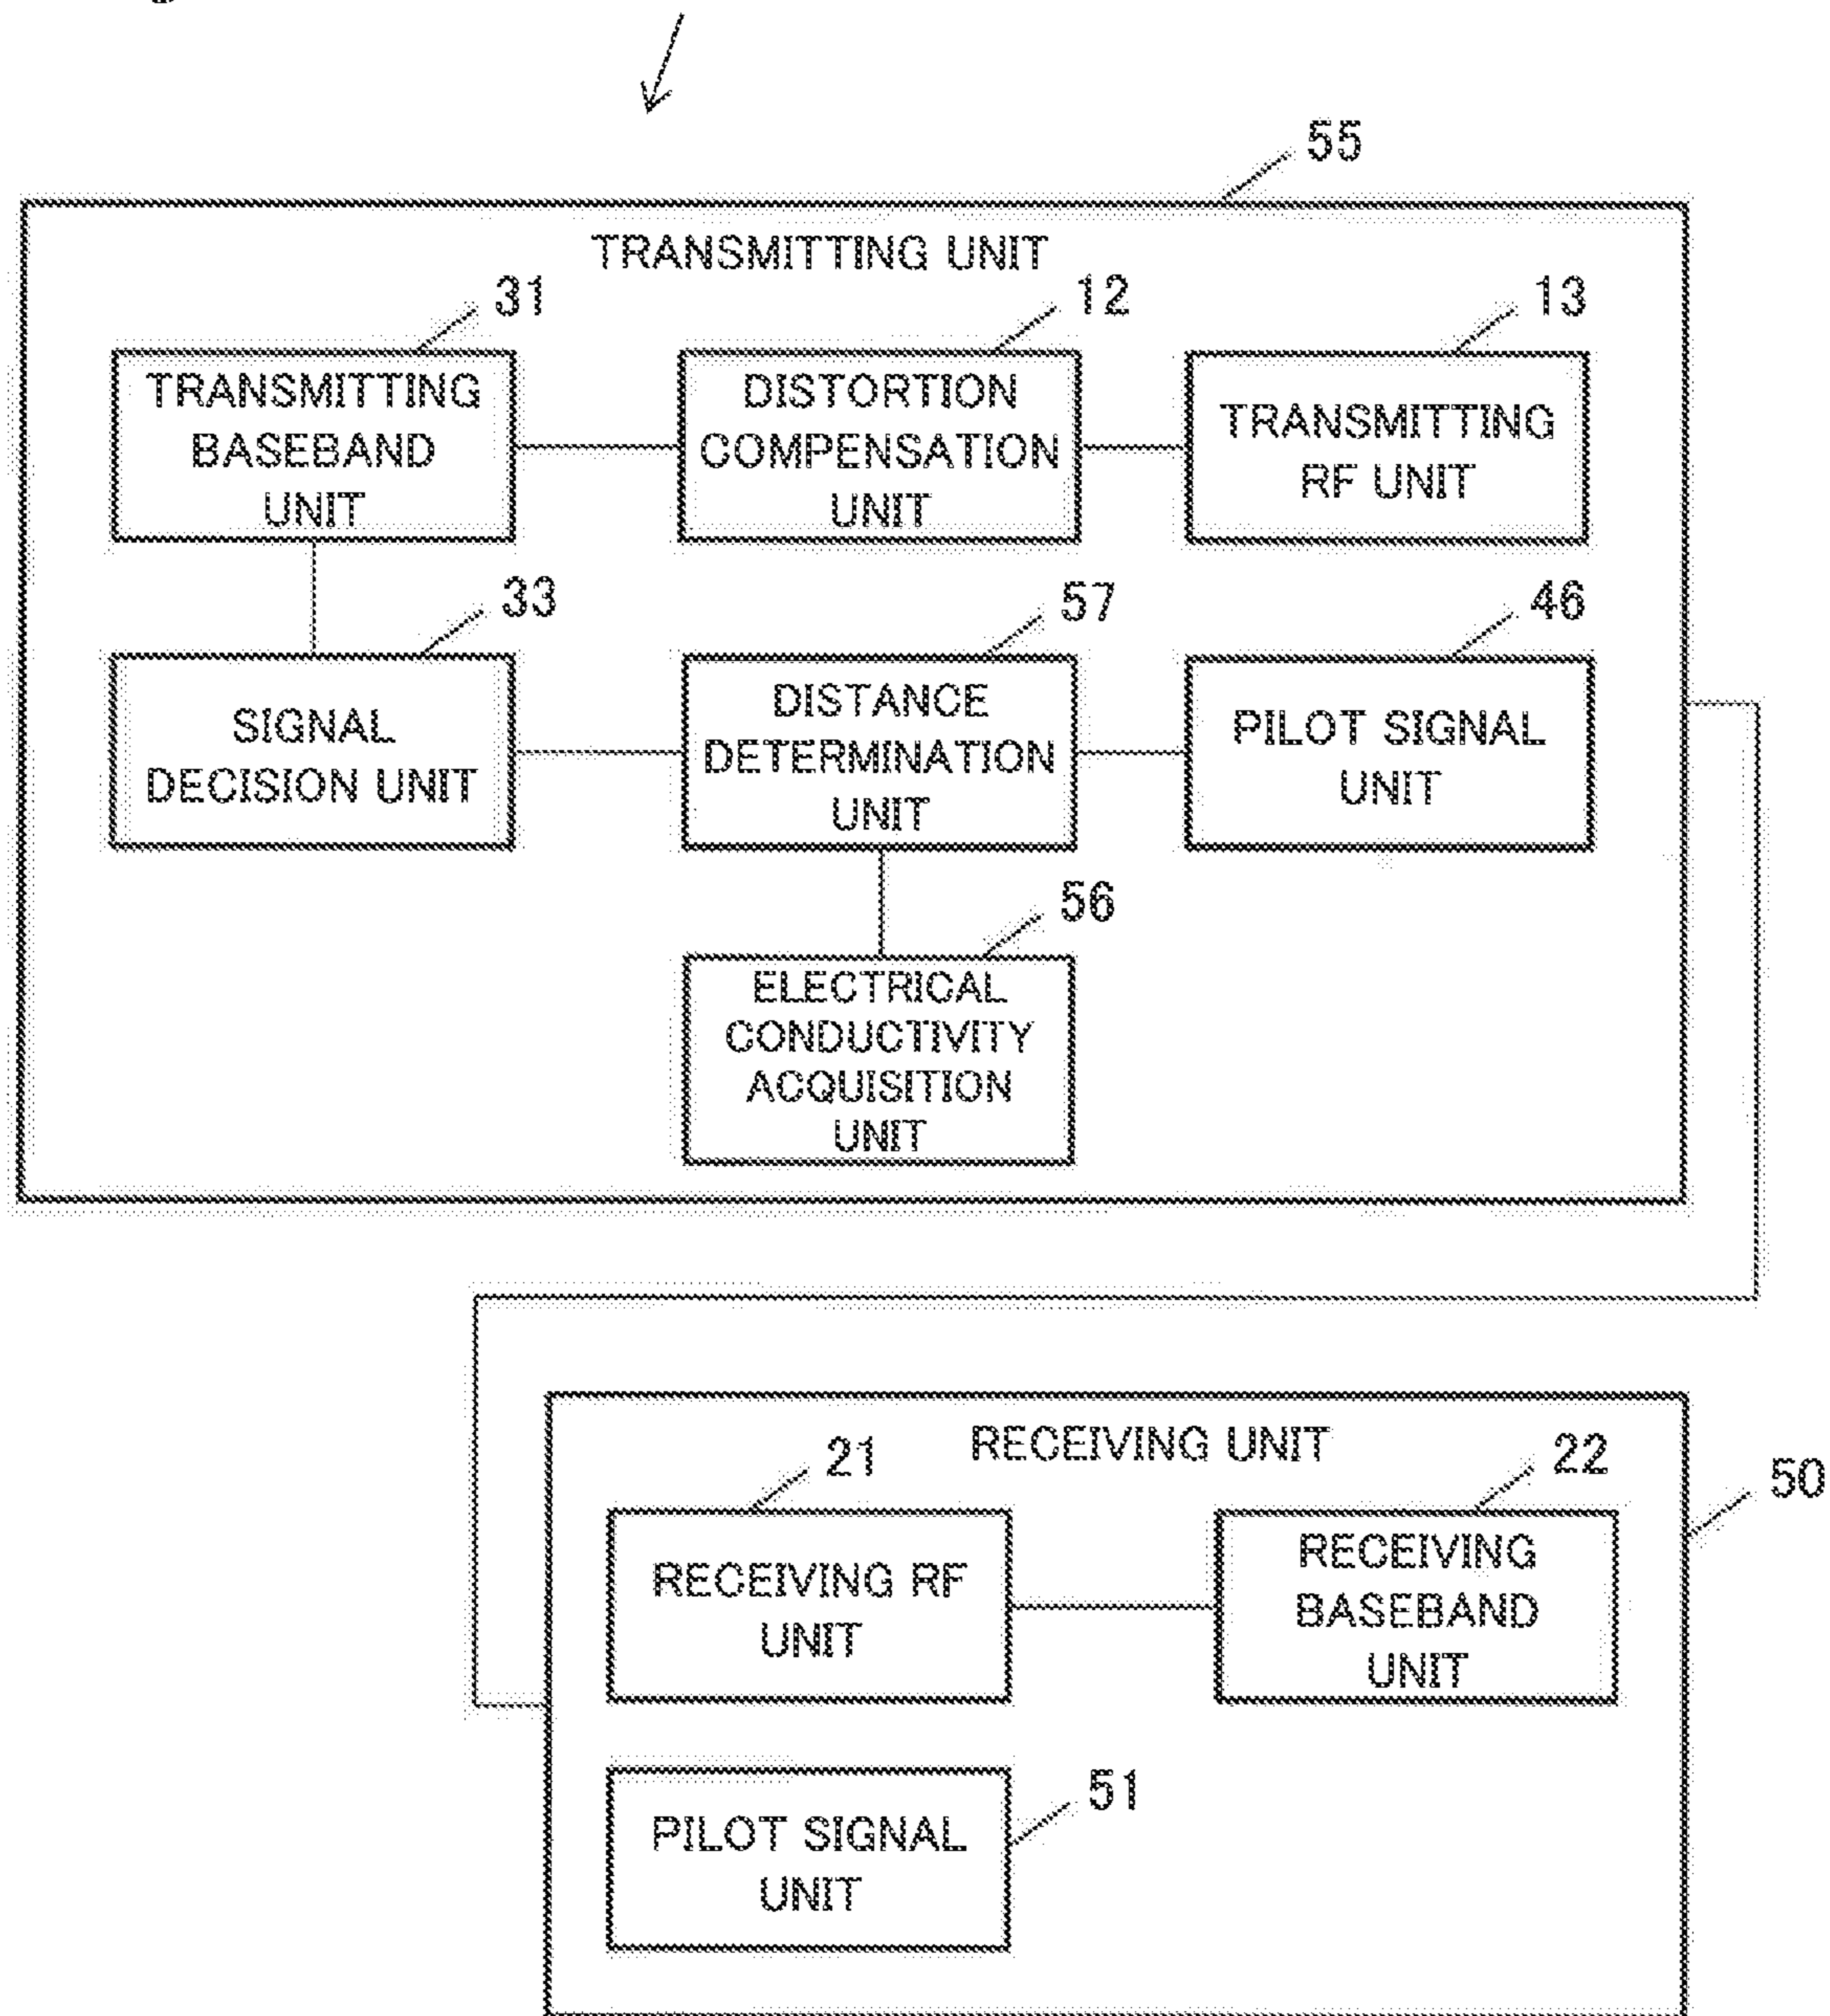 55
TRANSMITTING UNIT
31
12
13
TRANSMITTING
BASEBAND
UNIT
DISTORTION
COMPENSATION
UNIT
TRANSMITTING
RF UNIT
33
57
46
SIGNAL
DECISION UNIT
DISTANCE
DETERMINATION
UNIT
PILOT SIGNAL
UNIT
56
ELECTRICAL
CONDUCTIVITY
ACQUISITION
UNIT
RECEIVING UNIT
21
22
50
RECEIVING RF
UNIT
RECEIVING
BASEBAND
UNIT
51
PILOT SIGNAL
UNIT